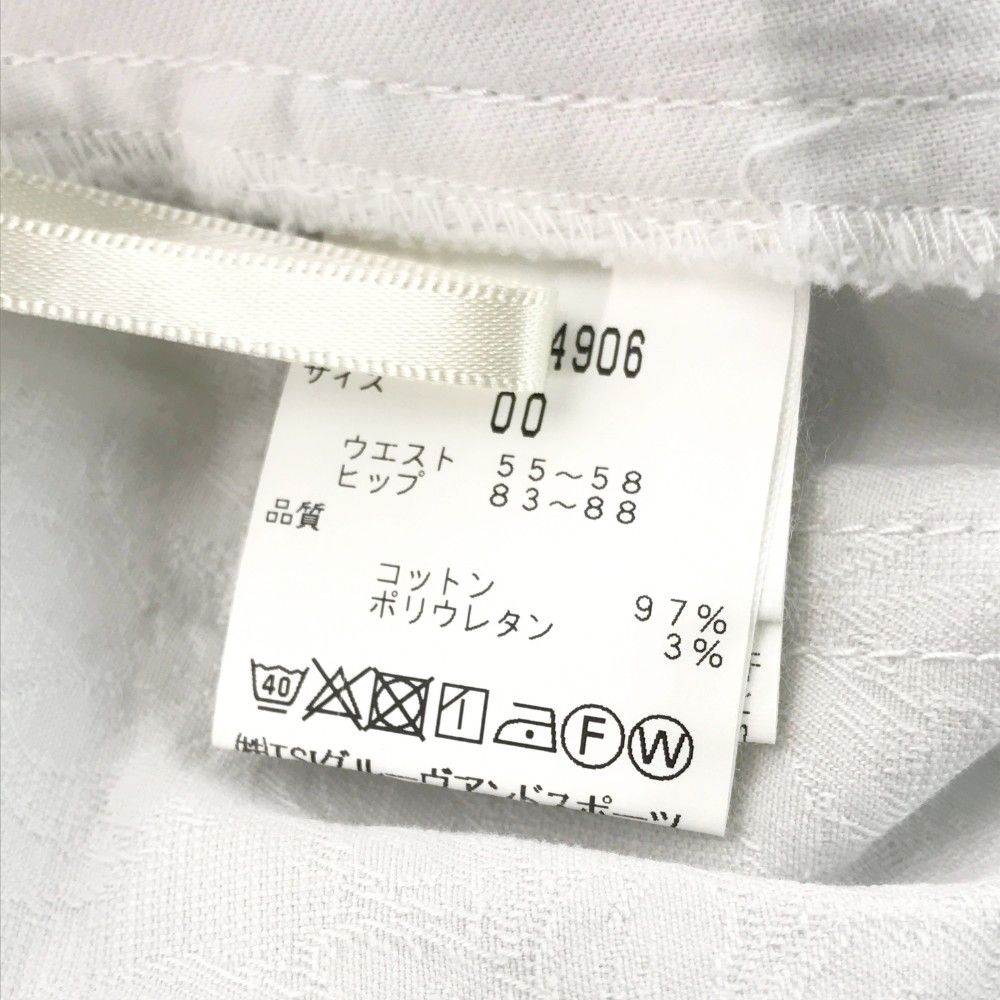 4906
サイズ
00
ウエスト 55～58
ヒップ 83～88
品質
コットン 97%
ポリウレタン 3%
40 F W
㈱TSIグルーヴアンドスポーツ